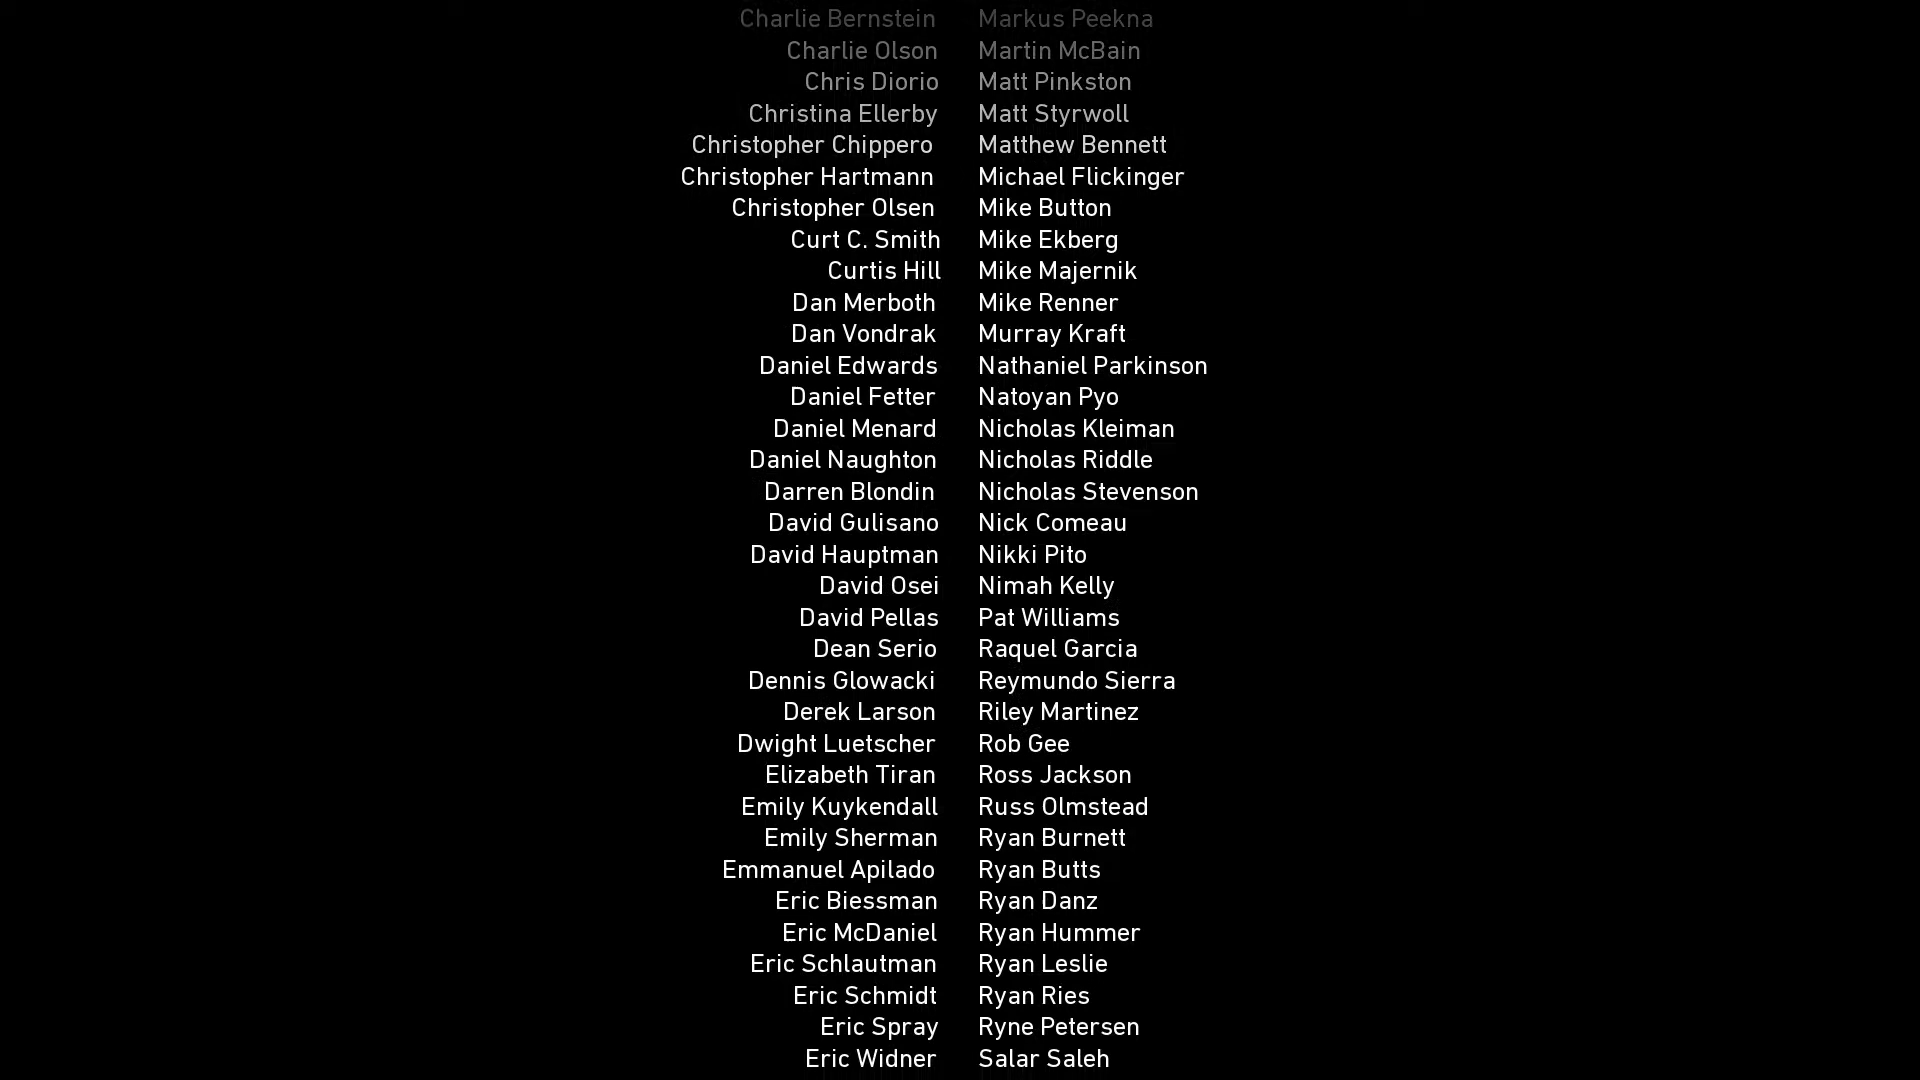 Charlie Bernstein Markus Peekna
Charlie Olson Martin McBain
Chris Diorio Matt Pinkston
Christina Ellerby Matt Styrwoll
Christopher Chippero Matthew Bennett
Christopher Hartmann Michael Flickinger
Christopher Olsen Mike Button
Curt C. Smith Mike Ekberg
Curtis Hill Mike Majernik
Dan Merboth Mike Renner
Dan Vondrak Murray Kraft
Daniel Edwards Nathaniel Parkinson
Daniel Fetter Natoyan Pyo
Daniel Menard Nicholas Kleiman
Daniel Naughton Nicholas Riddle
Darren Blondin Nicholas Stevenson
David Gulisano Nick Comeau
David Hauptman Nikki Pito
David Osei Nimah Kelly
David Pellas Pat Williams
Dean Serio Raquel Garcia
Dennis Glowacki Reymundo Sierra
Derek Larson Riley Martinez
Dwight Luetscher Rob Gee
Elizabeth Tiran Ross Jackson
Emily Kuykendall Russ Olmstead
Emily Sherman Ryan Burnett
Emmanuel Apilado Ryan Butts
Eric Biessman Ryan Danz
Eric McDaniel Ryan Hummer
Eric Schlautman Ryan Leslie
Eric Schmidt Ryan Ries
Eric Spray Ryne Petersen
Eric Widner Salar Saleh